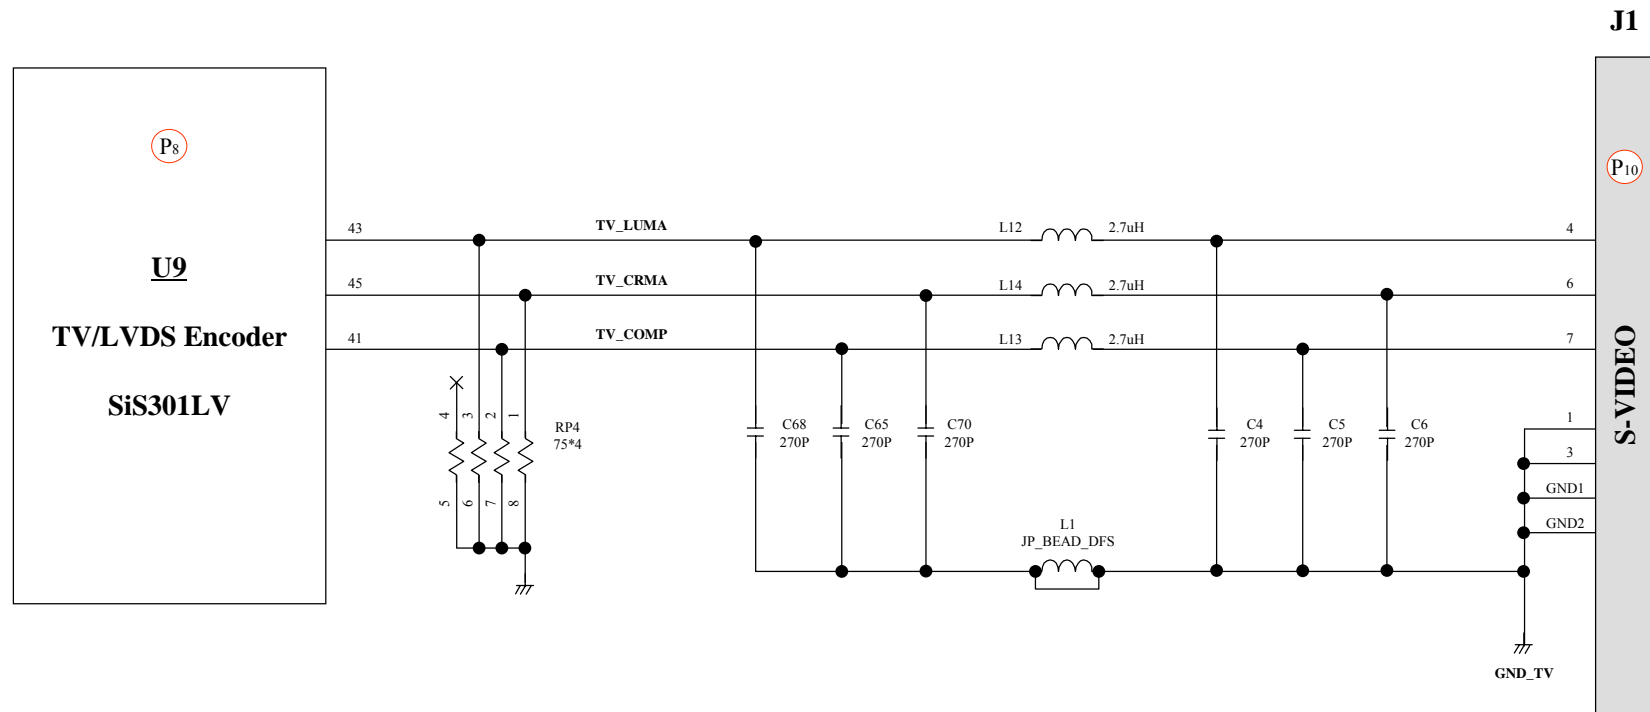 J1
P8
P10
43
TV_LUMA
L12
2.7uH
4
U9
45
TV_CRMA
L14
2.7uH
6
TV/LVDS Encoder
41
TV_COMP
L13
2.7uH
7
SiS301LV
S-VIDEO
4
3
2
1
RP4
75*4
5
6
7
8
C68
270P
C65
270P
C70
270P
C4
270P
C5
270P
C6
270P
1
3
GND1
GND2
L1
JP_BEAD_DFS
GND_TV